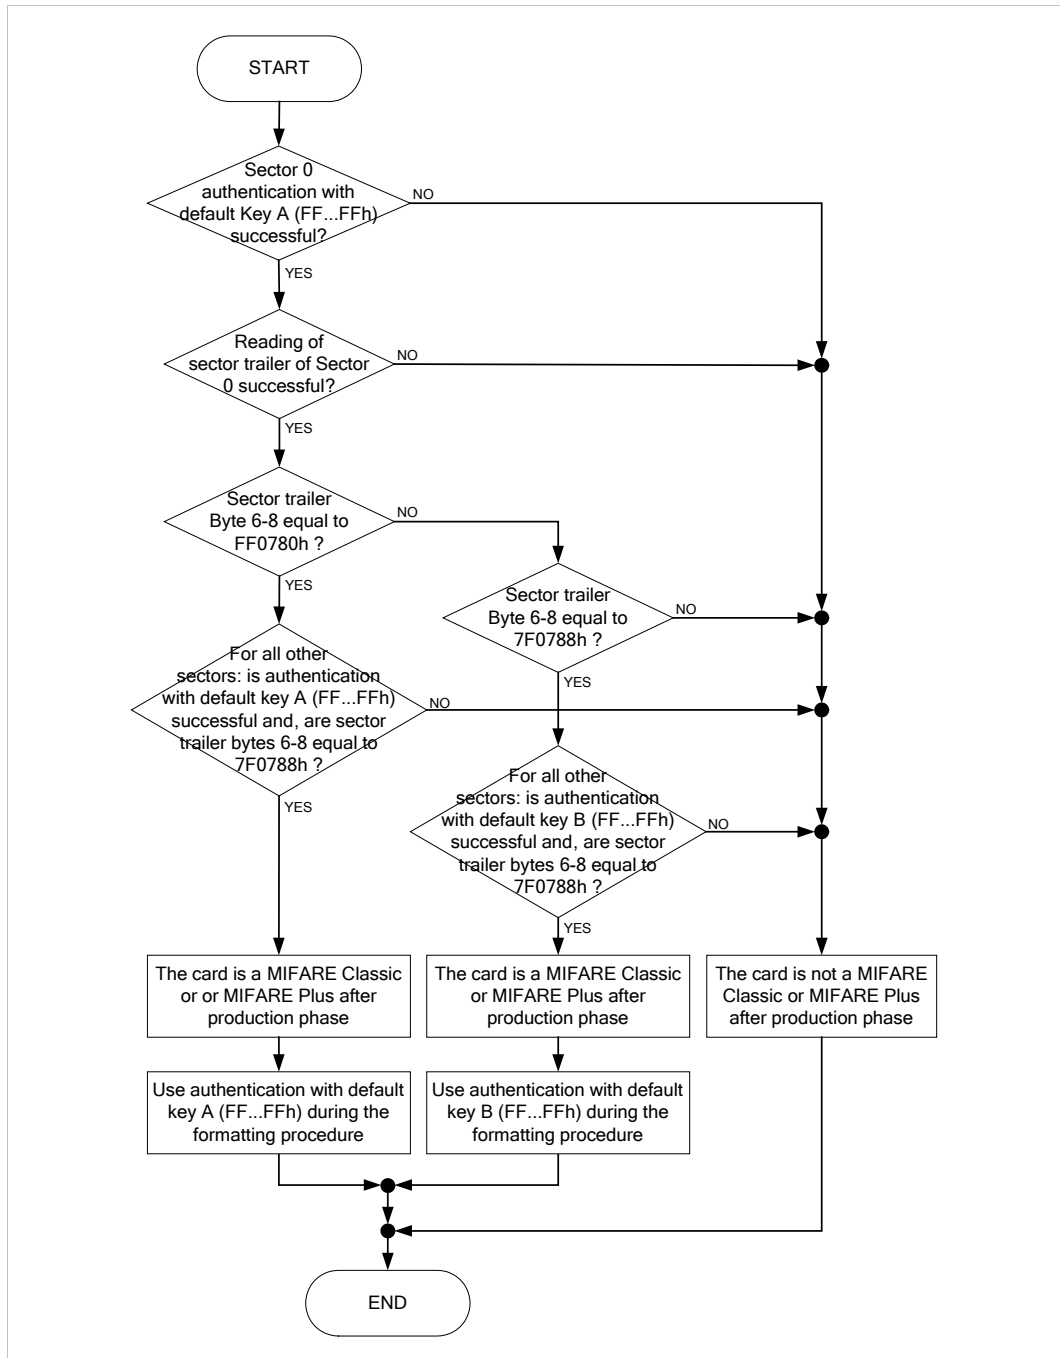 START
Sector 0
authentication with
default Key A (FF...FFh)
successful?
NO
YES
Reading of
sector trailer of Sector
0 successful?
NO
YES
Sector trailer
Byte 6-8 equal to
FF0780h ?
NO
YES
Sector trailer
Byte 6-8 equal to
7F0788h ?
NO
YES
For all other
sectors: is authentication
with default key A (FF...FFh)
successful and, are sector
trailer bytes 6-8 equal to
7F0788h ?
NO
YES
For all other
sectors: is authentication
with default key B (FF...FFh)
successful and, are sector
trailer bytes 6-8 equal to
7F0788h ?
NO
YES
The card is a MIFARE Classic
or or MIFARE Plus after
production phase
The card is a MIFARE Classic
or MIFARE Plus after
production phase
The card is not a MIFARE
Classic or MIFARE Plus
after production phase
Use authentication with default
key A (FF...FFh) during the
formatting procedure
Use authentication with default
key B (FF...FFh) during the
formatting procedure
END